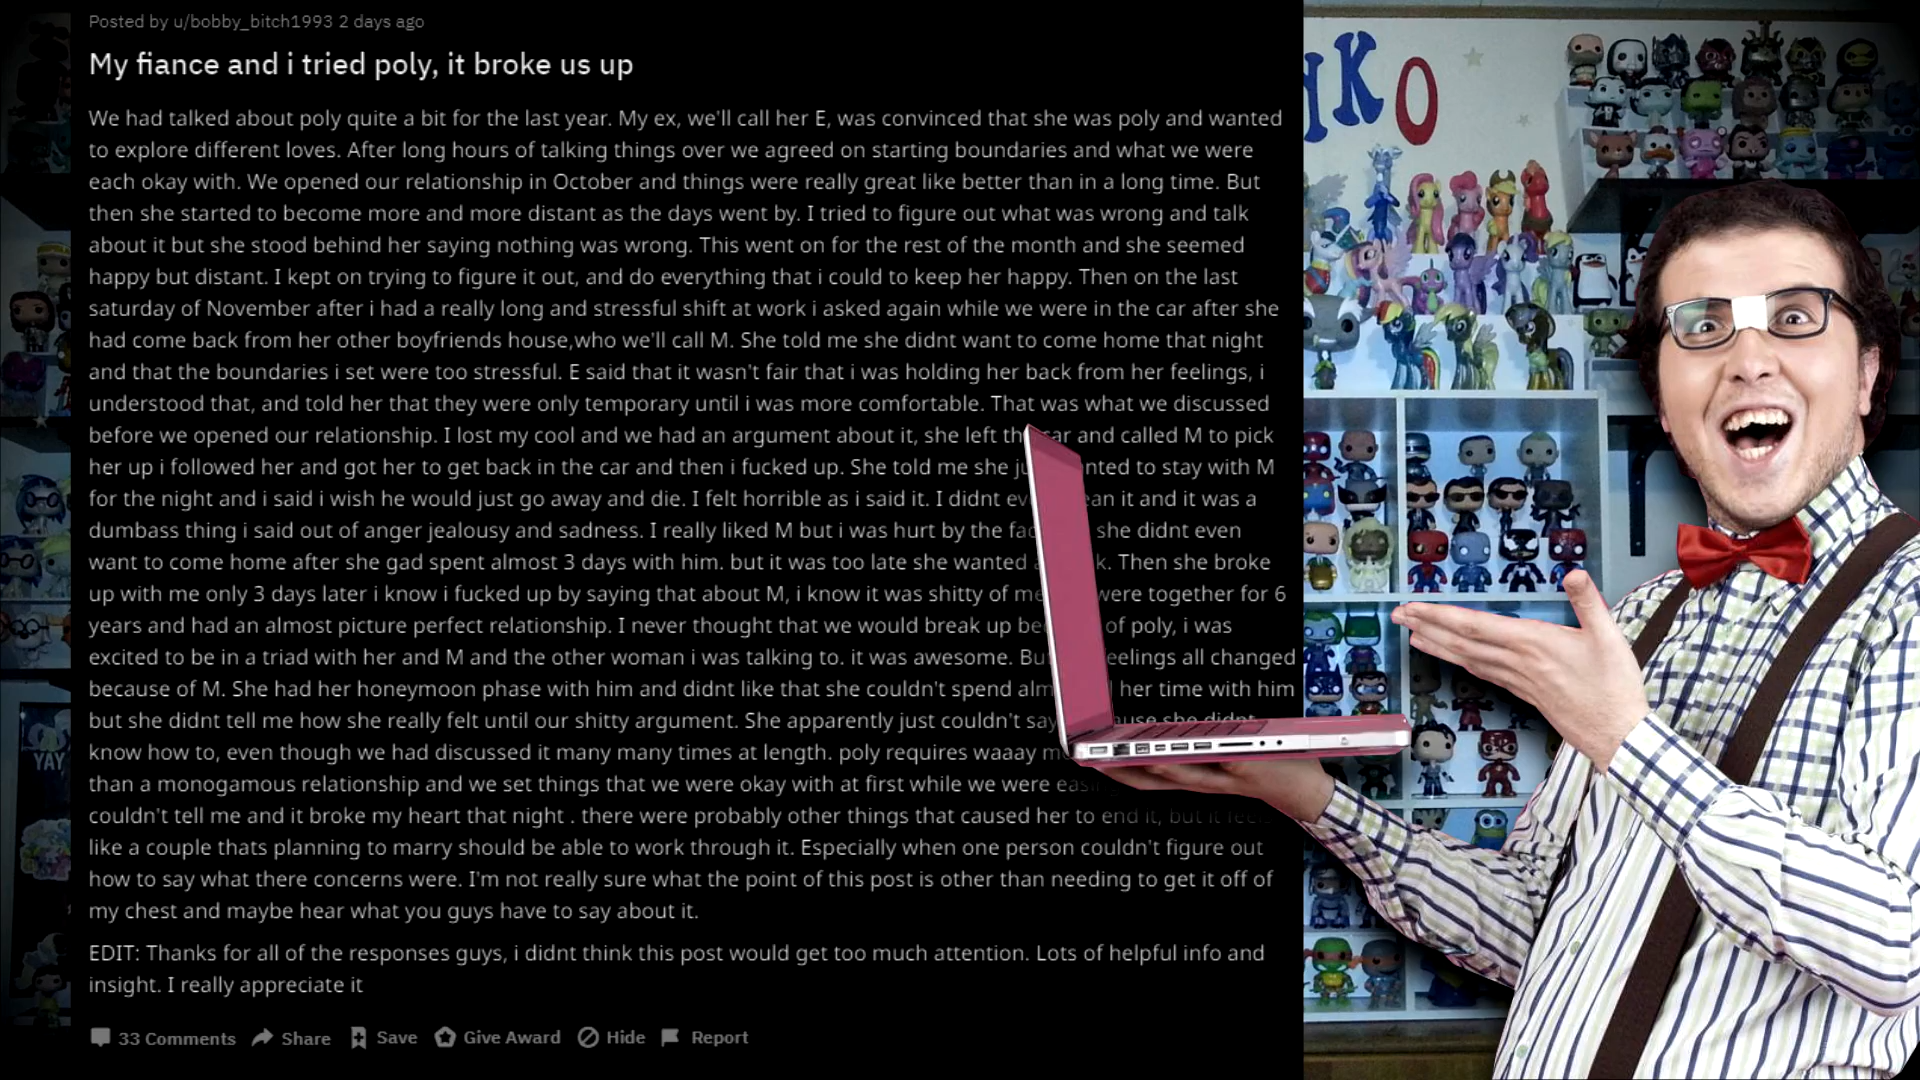 Posted by u/bobby_bitch1993 2 days ago
My fiance and i tried poly, it broke us up
We had talked about poly quite a bit for the last year. My ex, we'll call her E, was convinced that she was poly and wanted
to explore different loves. After long hours of talking things over we agreed on starting boundaries and what we were
each okay with. We opened our relationship in October and things were really great like better than in a long time. But
then she started to become more and more distant as the days went by. I tried to figure out what was wrong and talk
about it but she stood behind her saying nothing was wrong. This went on for the rest of the month and she seemed
happy but distant. I kept on trying to figure it out, and do everything that i could to keep her happy. Then on the last
saturday of November after i had a really long and stressful shift at work i asked again while we were in the car after she
had come back from her other boyfriends house,who we'll call M. She told me she didnt want to come home that night
and that the boundaries i set were too stressful. E said that it wasn't fair that i was holding her back from her feelings, i
understood that, and told her that they were only temporary until i was more comfortable. That was what we discussed
before we opened our relationship. I lost my cool and we had an argument about it, she left car and called M to pick
her up i followed her and got her to get back in the car and then i fucked up. She told me she to stay with M
for the night and i said i wish he would just go away and die. I felt horrible as i said it. I didnt it and it was a
dumbass thing i said out of anger jealousy and sadness. I really liked M but i was hurt by the she didnt even
want to come home after she gad spent almost 3 days with him. but it was too late she wanted Then she broke
up with me only 3 days later i know i fucked up by saying that about M, i know it was shitty of were together for 6
years and had an almost picture perfect relationship. I never thought that we would break up of poly, i was
excited to be in a triad with her and M and the other woman i was talking to. it was awesome. feelings all changed
because of M. She had her honeymoon phase with him and didnt like that she couldn't spend her time with him
but she didnt tell me how she really felt until our shitty argument. She apparently just couldn't say she didnt
know how to, even though we had discussed it many many times at length. poly requires waaay
than a monogamous relationship and we set things that we were okay with at first while we were
couldn't tell me and it broke my heart that night . there were probably other things that caused her to end it, but it feels
like a couple thats planning to marry should be able to work through it. Especially when one person couldn't figure out
how to say what there concerns were. I'm not really sure what the point of this post is other than needing to get it off of
my chest and maybe hear what you guys have to say about it.
EDIT: Thanks for all of the responses guys, i didnt think this post would get too much attention. Lots of helpful info and
insight. I really appreciate it
33 Comments Share Save Give Award Hide Report
KO
YAY